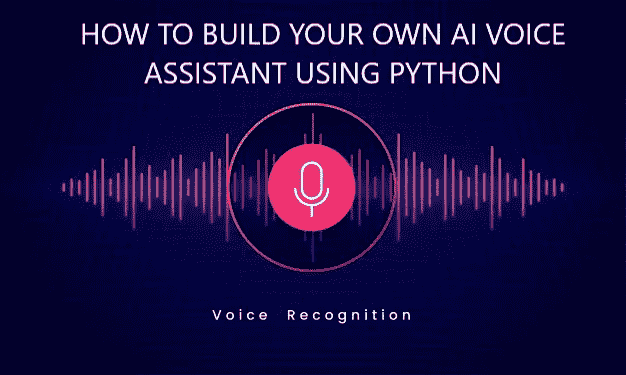 HOW TO BUILD YOUR OWN AI VOICE
ASSISTANT USING PYTHON
Voice Recognition